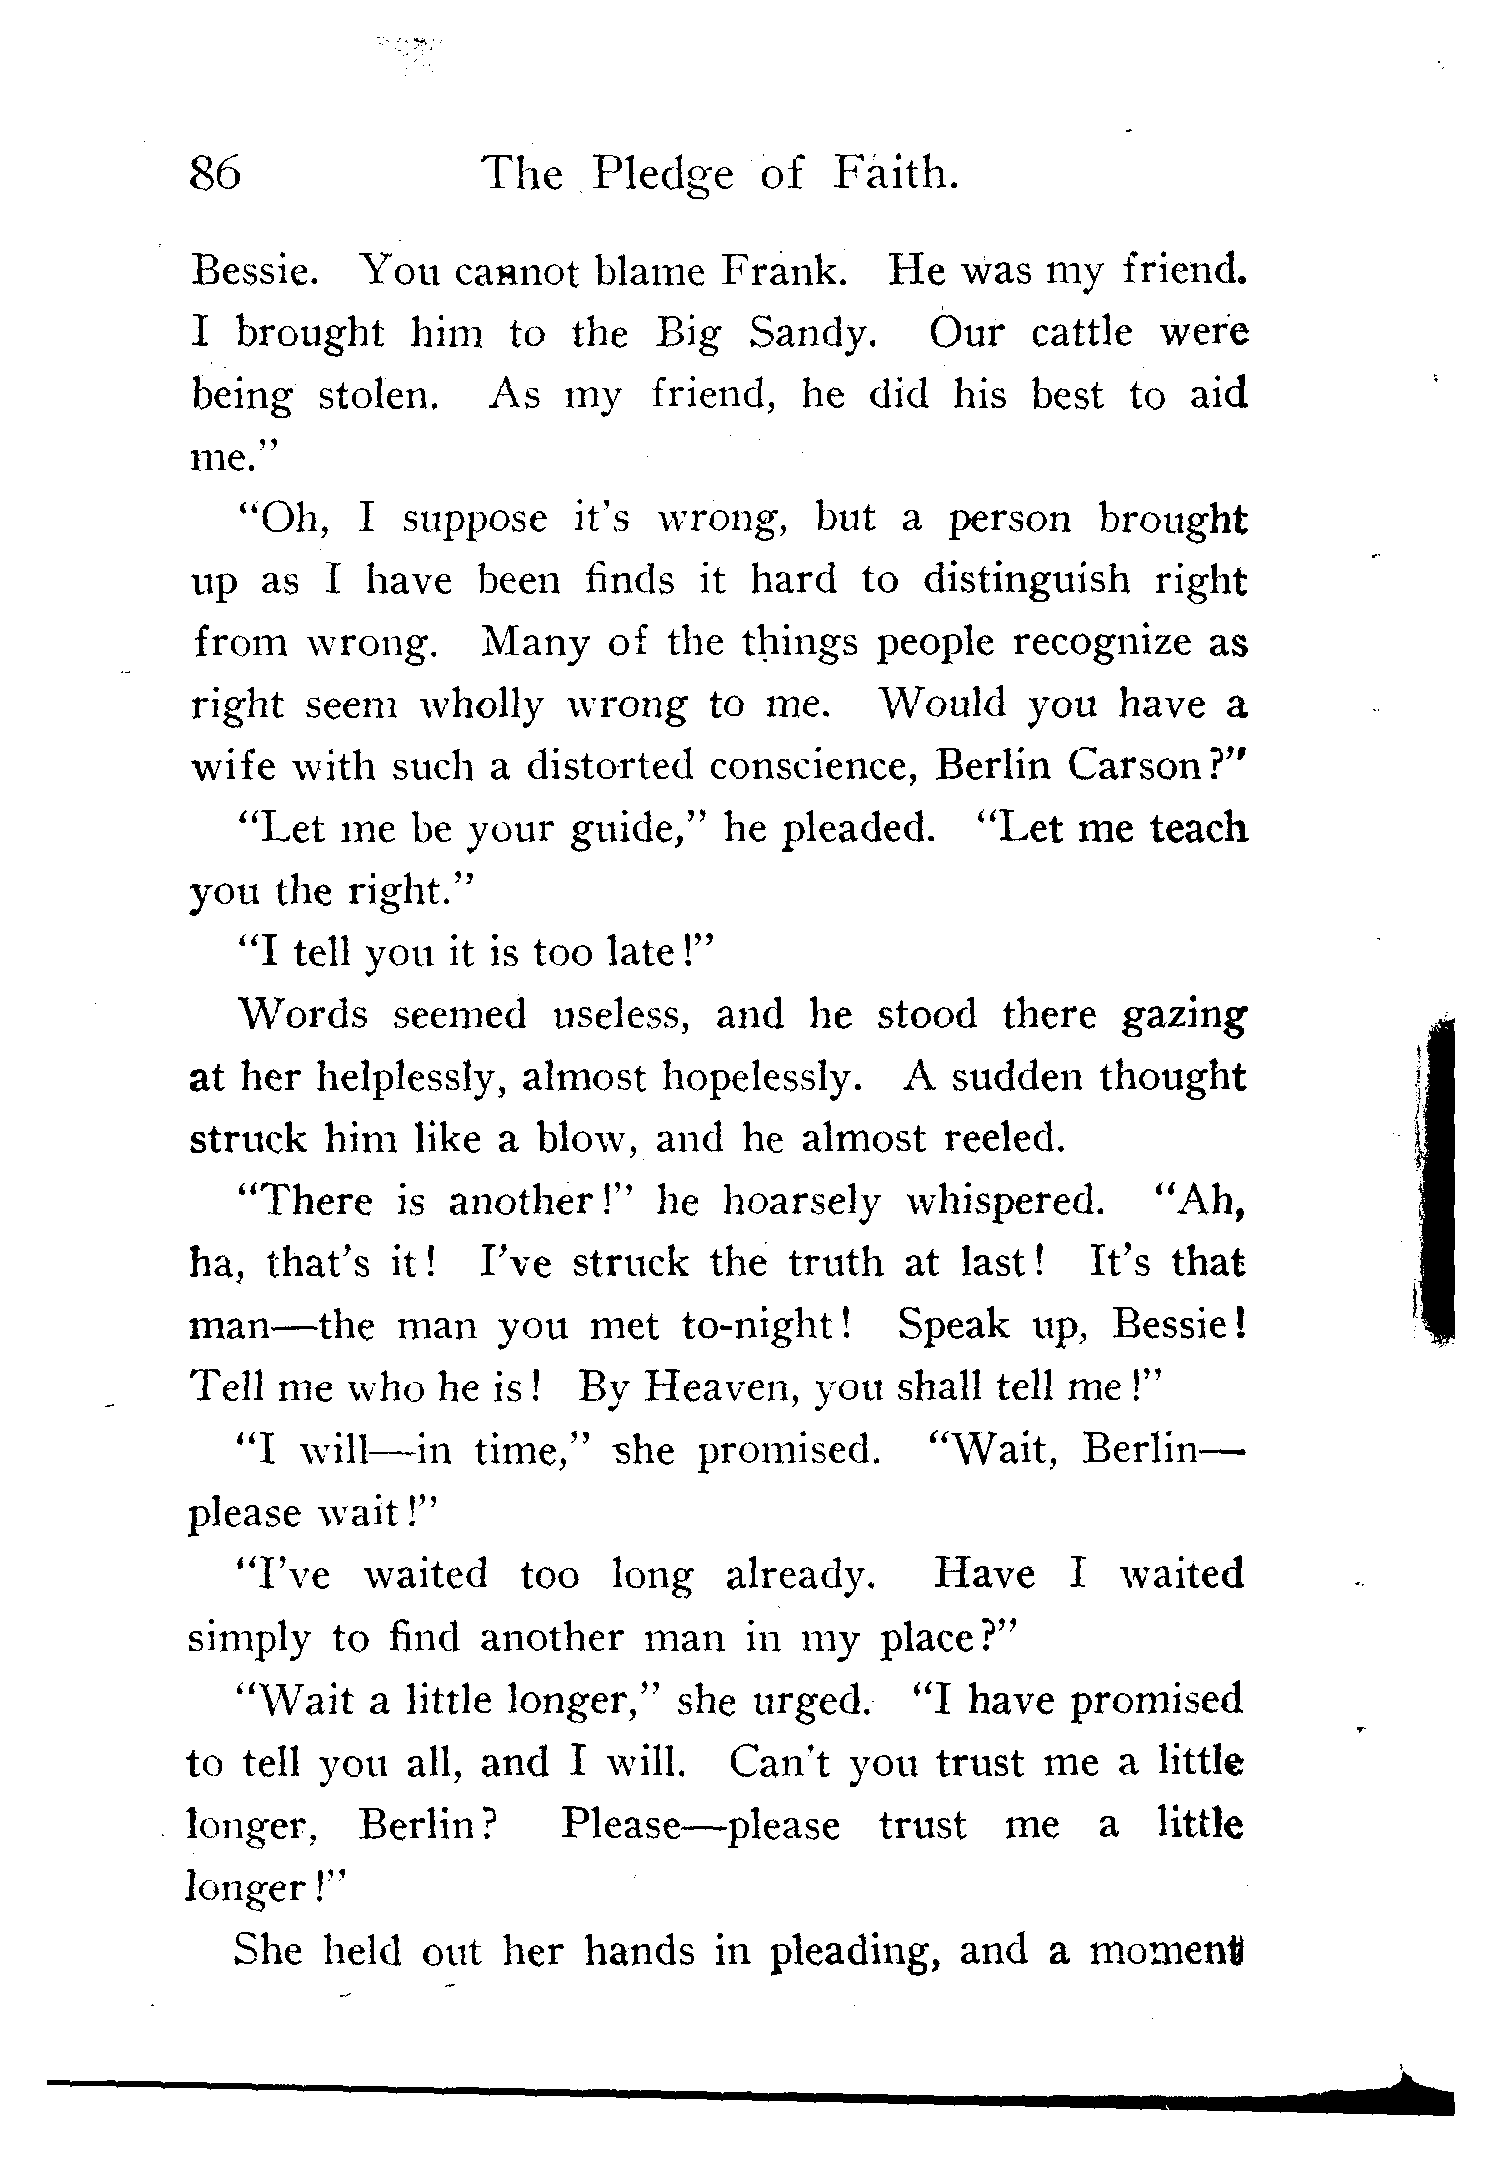 86 The Pledge of Faith.
Bessie. You cannot blame Frank. He was my friend.
I brought him to the Big Sandy. Our cattle were
being stolen. As my friend, he did his best to aid
me."
"Oh, I suppose it's wrong, but a person brought
up as I have been finds it hard to distinguish right
from wrong. Many of the things people recognize as
right seem wholly wrong to me. Would you have a
wife with such a distorted conscience, Berlin Carson?"
"Let me be your guide," he pleaded. "Let me teach
you the right."
"I tell you it is too late!"
Words seemed useless, and he stood there gazing
at her helplessly, almost hopelessly. A sudden thought
struck him like a blow, and he almost reeled.
"There is another!" he hoarsely whispered. "Ah,
ha, that's it! I've struck the truth at last! It's that
man—the man you met to-night! Speak up, Bessie!
Tell me who he is! By Heaven, you shall tell me!"
"I will—in time," she promised. "Wait, Berlin—
please wait!"
"I've waited too long already. Have I waited
simply to find another man in my place?"
"Wait a little longer," she urged. "I have promised
to tell you all, and I will. Can't you trust me a little
longer, Berlin? Please—please trust me a little
longer!"
She held out her hands in pleading, and a moment